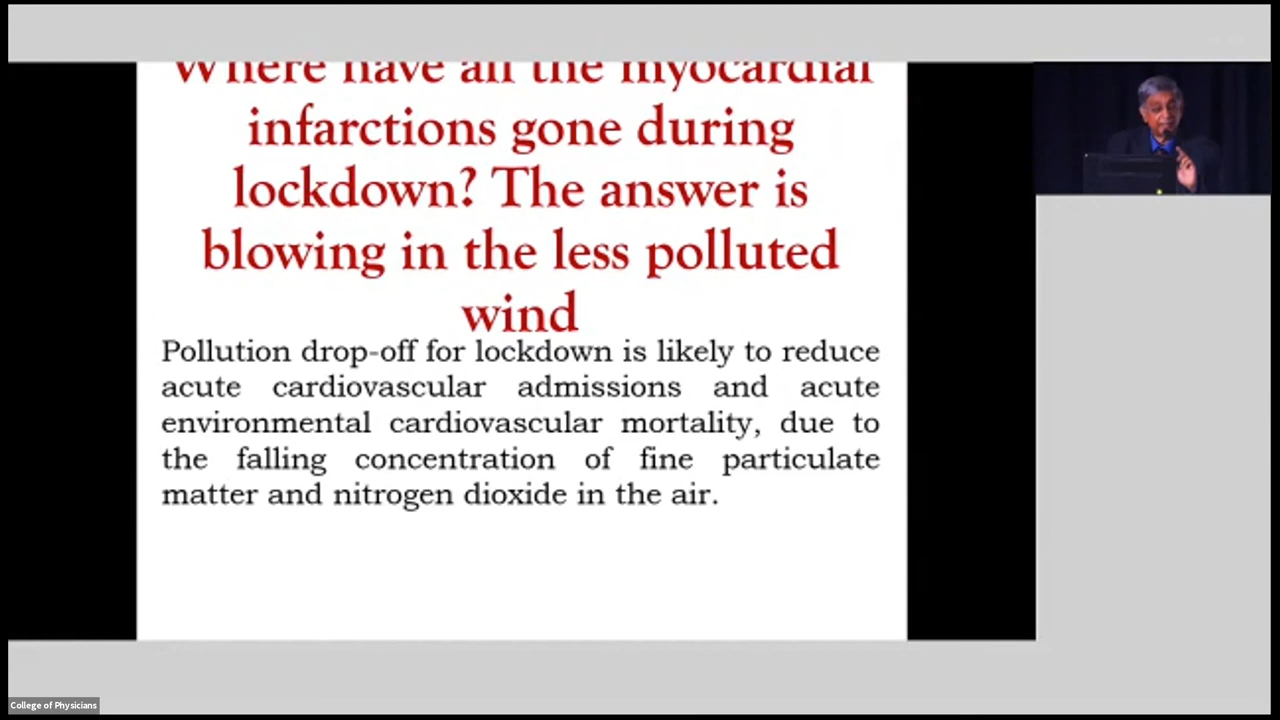 Where have all the myocardial
infarctions gone during
lockdown? The answer is
blowing in the less polluted
wind
Pollution drop-off for lockdown is likely to reduce
acute cardiovascular admissions and acute
environmental cardiovascular mortality, due to
the falling concentration of fine particulate
matter and nitrogen dioxide in the air.
College of Physicians